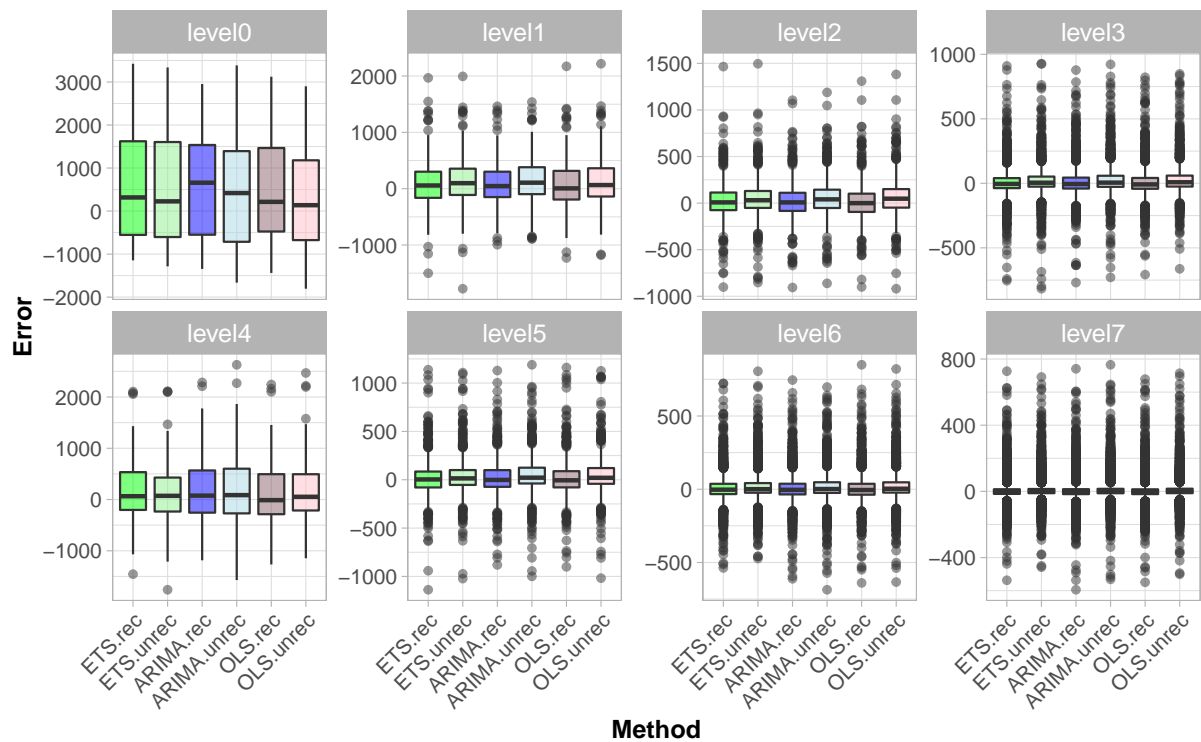 level0 level1 level2 level3
3000
2000
1000
0
−1000
−2000
2000
1000
0
−1000
1500
1000
500
0
−500
−1000
1000
500
0
−500
Error
level4 level5 level6 level7
2000
1000
0
−1000
1000
500
0
−500
−1000
500
0
−500
800
400
0
−400
ETS.rec
ETS.unrec
ARIMA.rec
ARIMA.unrec
OLS.rec
OLS.unrec
ETS.rec
ETS.unrec
ARIMA.rec
ARIMA.unrec
OLS.rec
OLS.unrec
ETS.rec
ETS.unrec
ARIMA.rec
ARIMA.unrec
OLS.rec
OLS.unrec
ETS.rec
ETS.unrec
ARIMA.rec
ARIMA.unrec
OLS.rec
OLS.unrec
Method